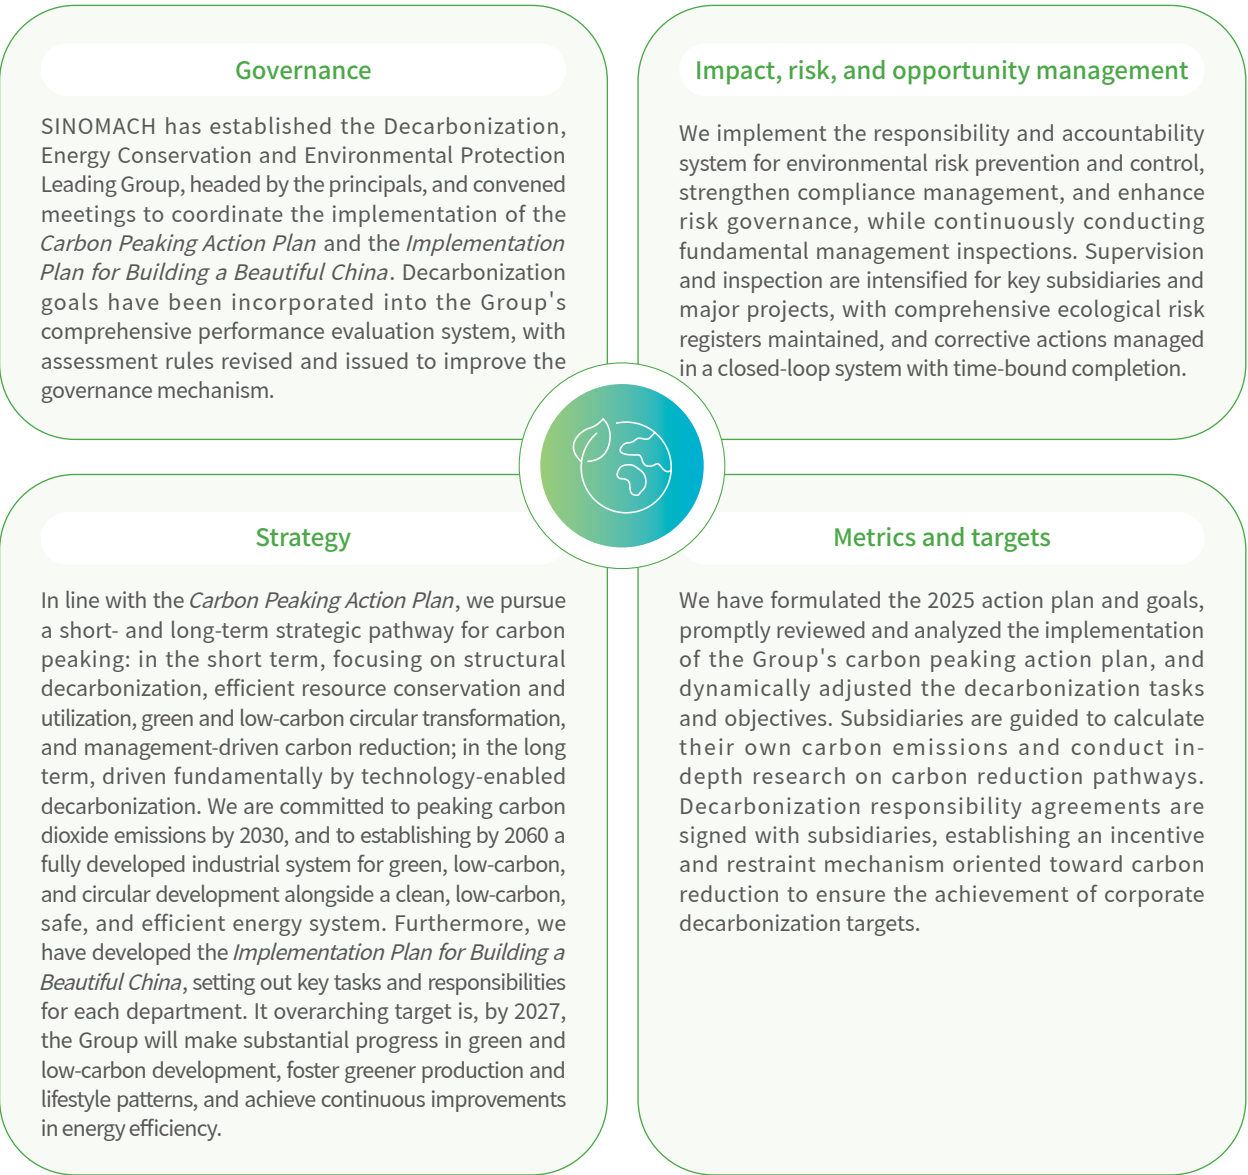 Governance
SINOMACH has established the Decarbonization,
Energy Conservation and Environmental Protection
Leading Group, headed by the principals, and convened
meetings to coordinate the implementation of the
Carbon Peaking Action Plan and the Implementation
Plan for Building a Beautiful China. Decarbonization
goals have been incorporated into the Group's
comprehensive performance evaluation system, with
assessment rules revised and issued to improve the
governance mechanism.
Impact, risk, and opportunity management
We implement the responsibility and accountability
system for environmental risk prevention and control,
strengthen compliance management, and enhance
risk governance, while continuously conducting
fundamental management inspections. Supervision
and inspection are intensified for key subsidiaries and
major projects, with comprehensive ecological risk
registers maintained, and corrective actions managed
in a closed-loop system with time-bound completion.
Strategy
In line with the Carbon Peaking Action Plan, we pursue
a short- and long-term strategic pathway for carbon
peaking: in the short term, focusing on structural
decarbonization, efficient resource conservation and
utilization, green and low-carbon circular transformation,
and management-driven carbon reduction; in the long
term, driven fundamentally by technology-enabled
decarbonization. We are committed to peaking carbon
dioxide emissions by 2030, and to establishing by 2060 a
fully developed industrial system for green, low-carbon,
and circular development alongside a clean, low-carbon,
safe, and efficient energy system. Furthermore, we
have developed the Implementation Plan for Building a
Beautiful China, setting out key tasks and responsibilities
for each department. It overarching target is, by 2027,
the Group will make substantial progress in green and
low-carbon development, foster greener production and
lifestyle patterns, and achieve continuous improvements
in energy efficiency.
Metrics and targets
We have formulated the 2025 action plan and goals,
promptly reviewed and analyzed the implementation
of the Group's carbon peaking action plan, and
dynamically adjusted the decarbonization tasks
and objectives. Subsidiaries are guided to calculate
their own carbon emissions and conduct in-
depth research on carbon reduction pathways.
Decarbonization responsibility agreements are
signed with subsidiaries, establishing an incentive
and restraint mechanism oriented toward carbon
reduction to ensure the achievement of corporate
decarbonization targets.